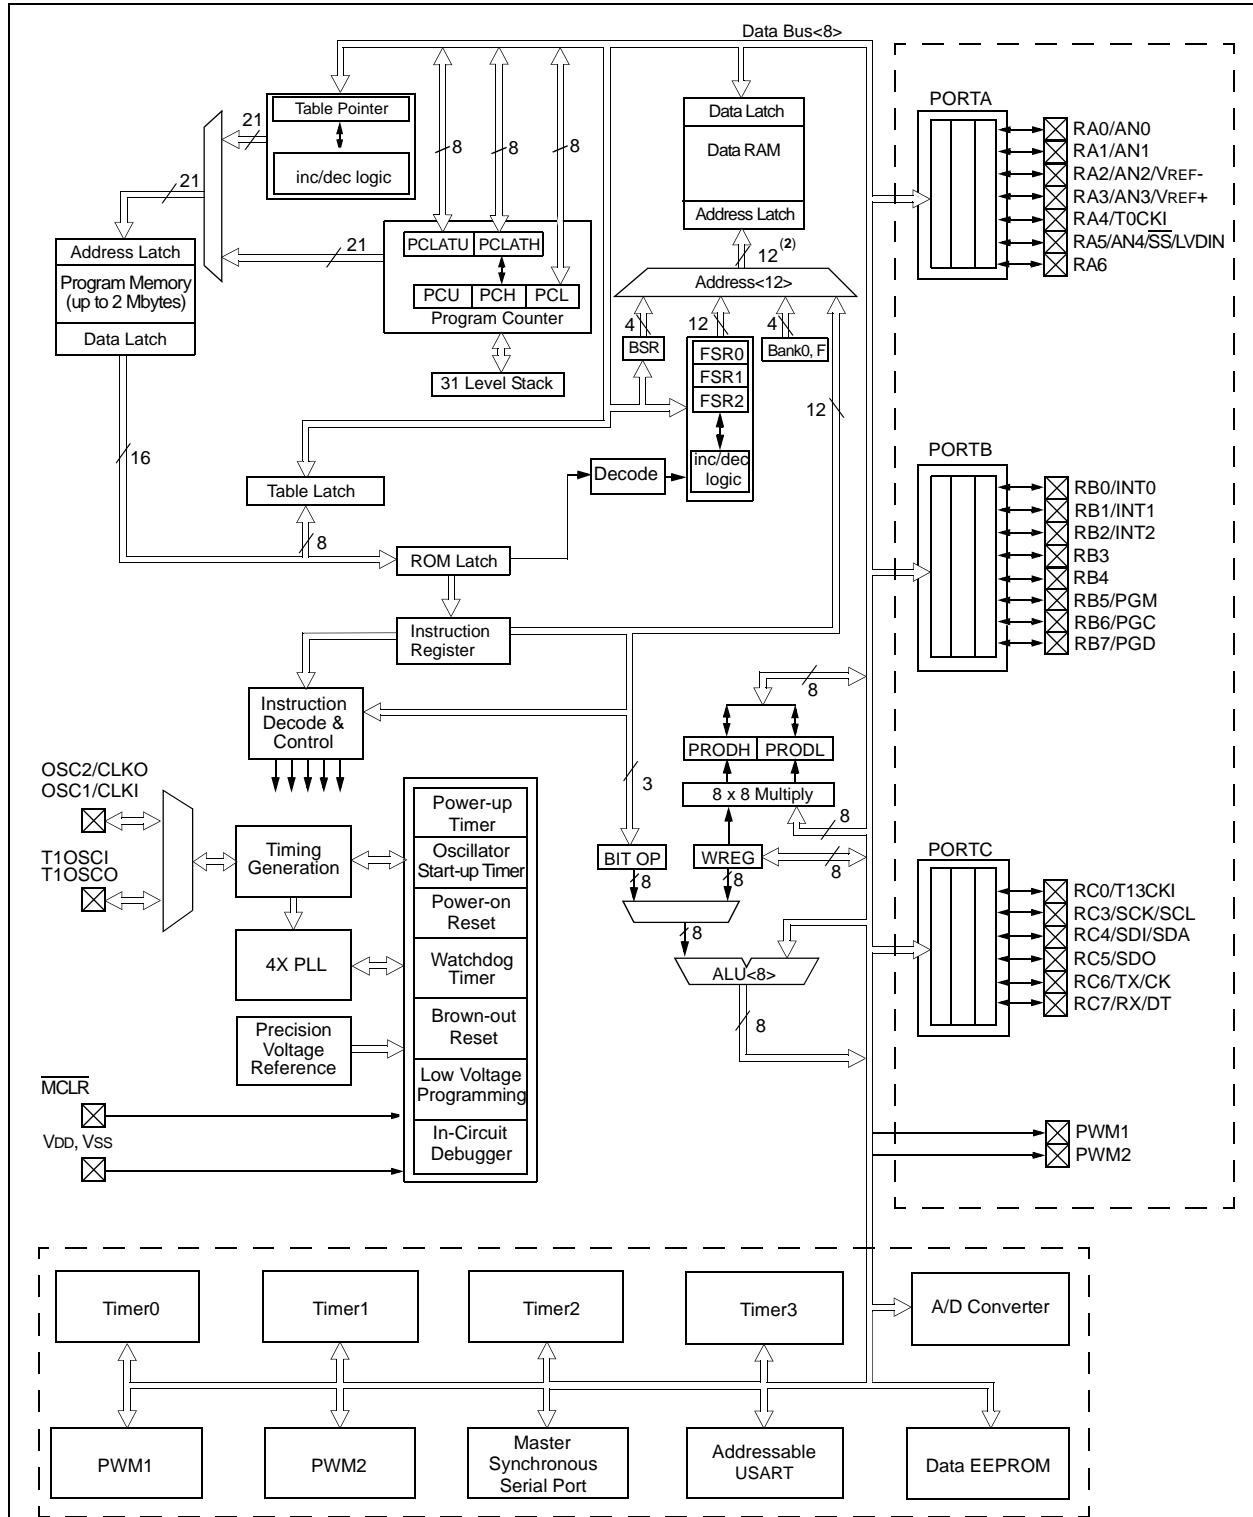 Data Bus<8>
Table Pointer
inc/dec logic
21
21
21
8
8
8
PCLATU
PCLATH
PCU
PCH
PCL
Program Counter
31 Level Stack
Address Latch
Program Memory
(up to 2 Mbytes)
Data Latch
16
Data Latch
Data RAM
Address Latch
12
(2)
Address<12>
4
12
4
BSR
FSR0
FSR1
FSR2
inc/dec
logic
Bank0, F
12
Decode
Table Latch
8
ROM Latch
Instruction
Register
Instruction
Decode &
Control
OSC2/CLKO
OSC1/CLKI
T1OSCI
T1OSCO
Timing
Generation
4X PLL
Precision
Voltage
Reference
MCLR
VDD, VSS
Power-up
Timer
Oscillator
Start-up Timer
Power-on
Reset
Watchdog
Timer
Brown-out
Reset
Low Voltage
Programming
In-Circuit
Debugger
8
PRODH
PRODL
8 x 8 Multiply
8
3
BIT OP
WREG
8
8
8
8
ALU<8>
8
PORTA
RA0/AN0
RA1/AN1
RA2/AN2/VREF-
RA3/AN3/VREF+
RA4/T0CKI
RA5/AN4/SS/LVDIN
RA6
PORTB
RB0/INT0
RB1/INT1
RB2/INT2
RB3
RB4
RB5/PGM
RB6/PGC
RB7/PGD
PORTC
RC0/T13CKI
RC3/SCK/SCL
RC4/SDI/SDA
RC5/SDO
RC6/TX/CK
RC7/RX/DT
PWM1
PWM2
Timer0
Timer1
Timer2
Timer3
A/D Converter
PWM1
PWM2
Master
Synchronous
Serial Port
Addressable
USART
Data EEPROM